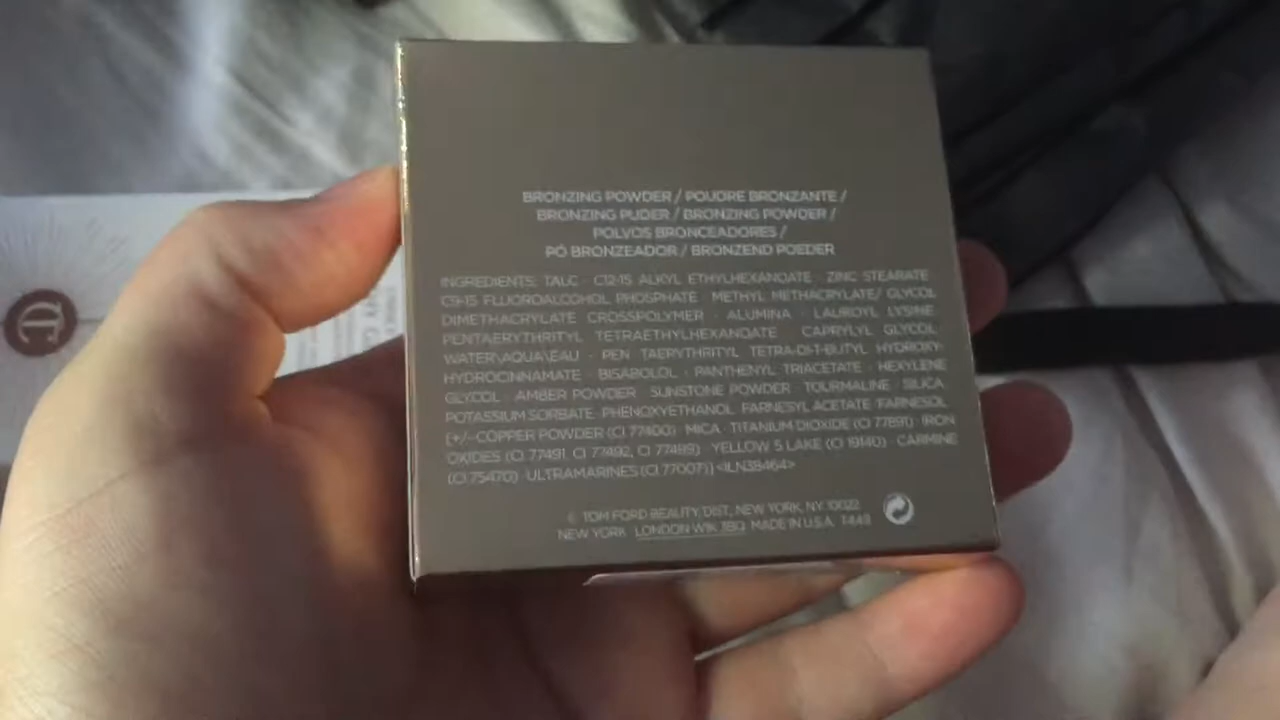 BRONZING POWDER / POUDRE BRONZANTE /
BRONZING PUDER / BRONZING POWDER /
POLVOS BRONCEADORES /
PÓ BRONZEADOR / BRONZEND POEDER
INGREDIENTS: TALC · C12-15 ALKYL ETHYLHEXANOATE · ZINC STEARATE
C9-15 FLUOROALCOHOL PHOSPHATE · METHYL METHACRYLATE/ GLYCOL
DIMETHACRYLATE CROSSPOLYMER · ALUMINA · LAUROYL LYSINE ·
PENTAERYTHRITYL TETRAETHYLHEXANOATE · CAPRYLYL GLYCOL ·
WATER\AQUA\EAU · PEN TAERYTHRITYL TETRA-DI-T-BUTYL HYDROXY-
HYDROCINNAMATE · BISABOLOL · PANTHENYL TRIACETATE · HEXYLENE
GLYCOL · AMBER POWDER · SUNSTONE POWDER · TOURMALINE · SILICA ·
POTASSIUM SORBATE · PHENOXYETHANOL · FARNESYL ACETATE · FARNESOL ·
[+/- COPPER POWDER (CI 77400) · MICA · TITANIUM DIOXIDE (CI 77891) · IRON
OXIDES (CI 77491, CI 77492, CI 77499) · YELLOW 5 LAKE (CI 19140) · CARMINE
(CI 75470) · ULTRAMARINES (CI 77007)] <ILN38464>
© TOM FORD BEAUTY, DIST., NEW YORK, NY 10022
NEW YORK LONDON W1K 3BQ MADE IN U.S.A. T449